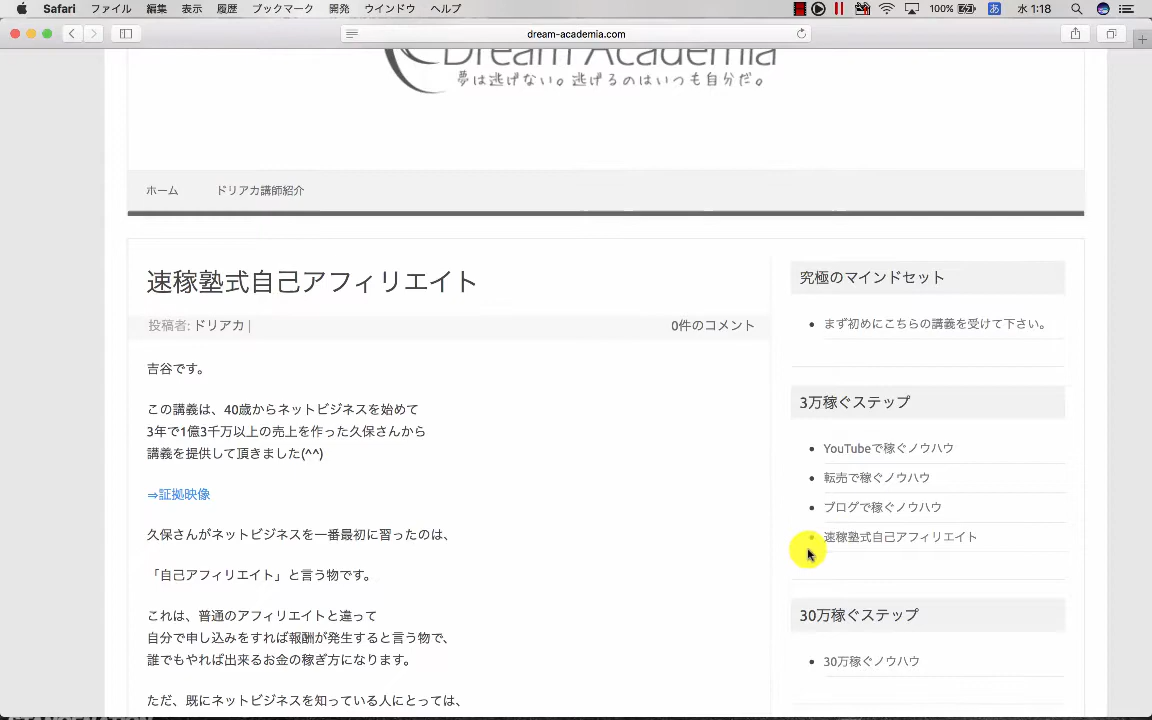 Safari ファイル 編集 表示 履歴 ブックマーク 開発 ウインドウ ヘルプ 100% あ 水 1:18
dream-academia.com
Dream Academia
夢は逃げない。逃げるのはいつも自分だ。
ホーム ドリアカ講師紹介
速稼塾式自己アフィリエイト
投稿者: ドリアカ | 0件のコメント
吉谷です。
この講義は、40歳からネットビジネスを始めて
3年で1億3千万以上の売上を作った久保さんから
講義を提供して頂きました(^^)
⇒証拠映像
久保さんがネットビジネスを一番最初に習ったのは、
「自己アフィリエイト」と言う物です。
これは、普通のアフィリエイトと違って
自分で申し込みをすれば報酬が発生すると言う物で、
誰でもやれば出来るお金の稼ぎ方になります。
ただ、既にネットビジネスを知っている人にとっては、
究極のマインドセット
まず初めにこちらの講義を受けて下さい。
3万稼ぐステップ
YouTubeで稼ぐノウハウ
転売で稼ぐノウハウ
ブログで稼ぐノウハウ
速稼塾式自己アフィリエイト
30万稼ぐステップ
30万稼ぐノウハウ